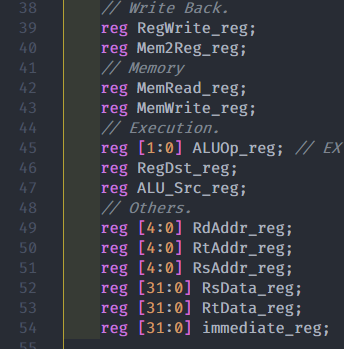 38 // Write Back.
39 reg RegWrite_reg;
40 reg Mem2Reg_reg;
41 // Memory
42 reg MemRead_reg;
43 reg MemWrite_reg;
44 // Execution.
45 reg [1:0] ALUOp_reg; // EX
46 reg RegDst_reg;
47 reg ALU_Src_reg;
48 // Others.
49 reg [4:0] RdAddr_reg;
50 reg [4:0] RtAddr_reg;
51 reg [4:0] RsAddr_reg;
52 reg [31:0] RsData_reg;
53 reg [31:0] RtData_reg;
54 reg [31:0] immediate_reg;
55